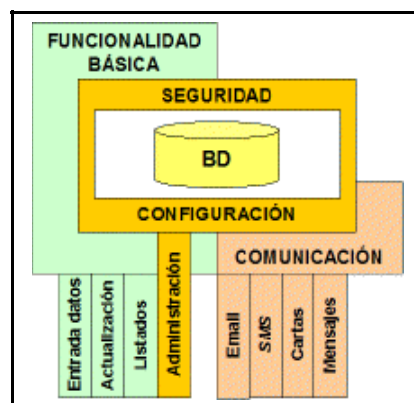 FUNCIONALIDAD
BÁSICA
SEGURIDAD
BD
CONFIGURACIÓN
COMUNICACIÓN
Entrada datos
Actualización
Listados
Administración
Email
SMS
Cartas
Mensajes